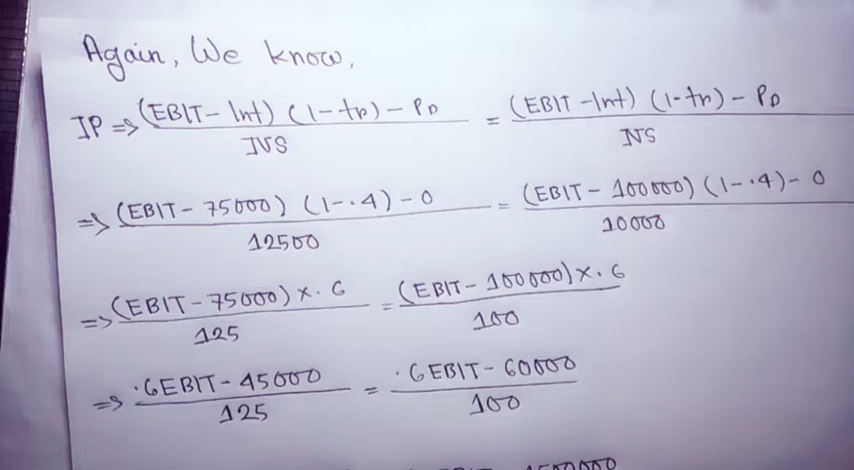 Again, We know,
IP => (EBIT - Int) (1 - tr) - PD / NS = (EBIT - Int) (1 - tr) - PD / NS
=> (EBIT - 75000) (1 - .4) - 0 / 12500 = (EBIT - 100000) (1 - .4) - 0 / 10000
=> (EBIT - 75000) x .6 / 125 = (EBIT - 100000) x .6 / 100
=> .6EBIT - 45000 / 125 = .6EBIT - 60000 / 100